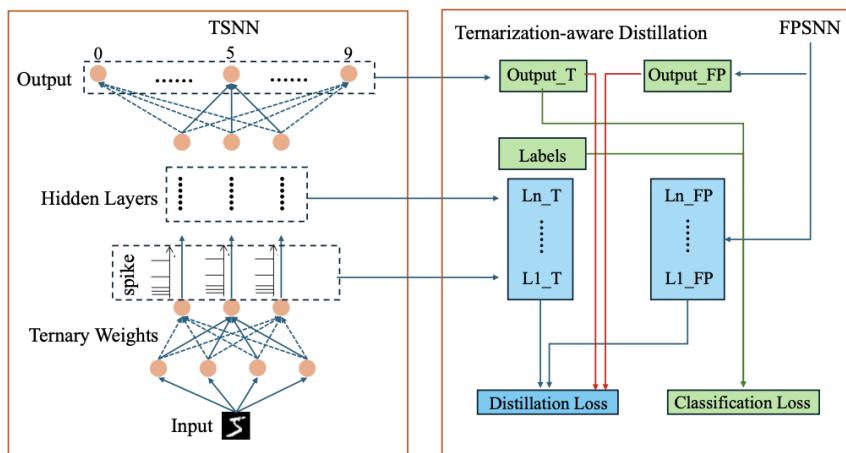 TSNN
0 5 9
Output
Hidden Layers
spike
Ternary Weights
Input
5
Ternarization-aware Distillation
FPSNN
Output_T
Output_FP
Labels
Ln_T
Ln_FP
L1_T
L1_FP
Distillation Loss
Classification Loss